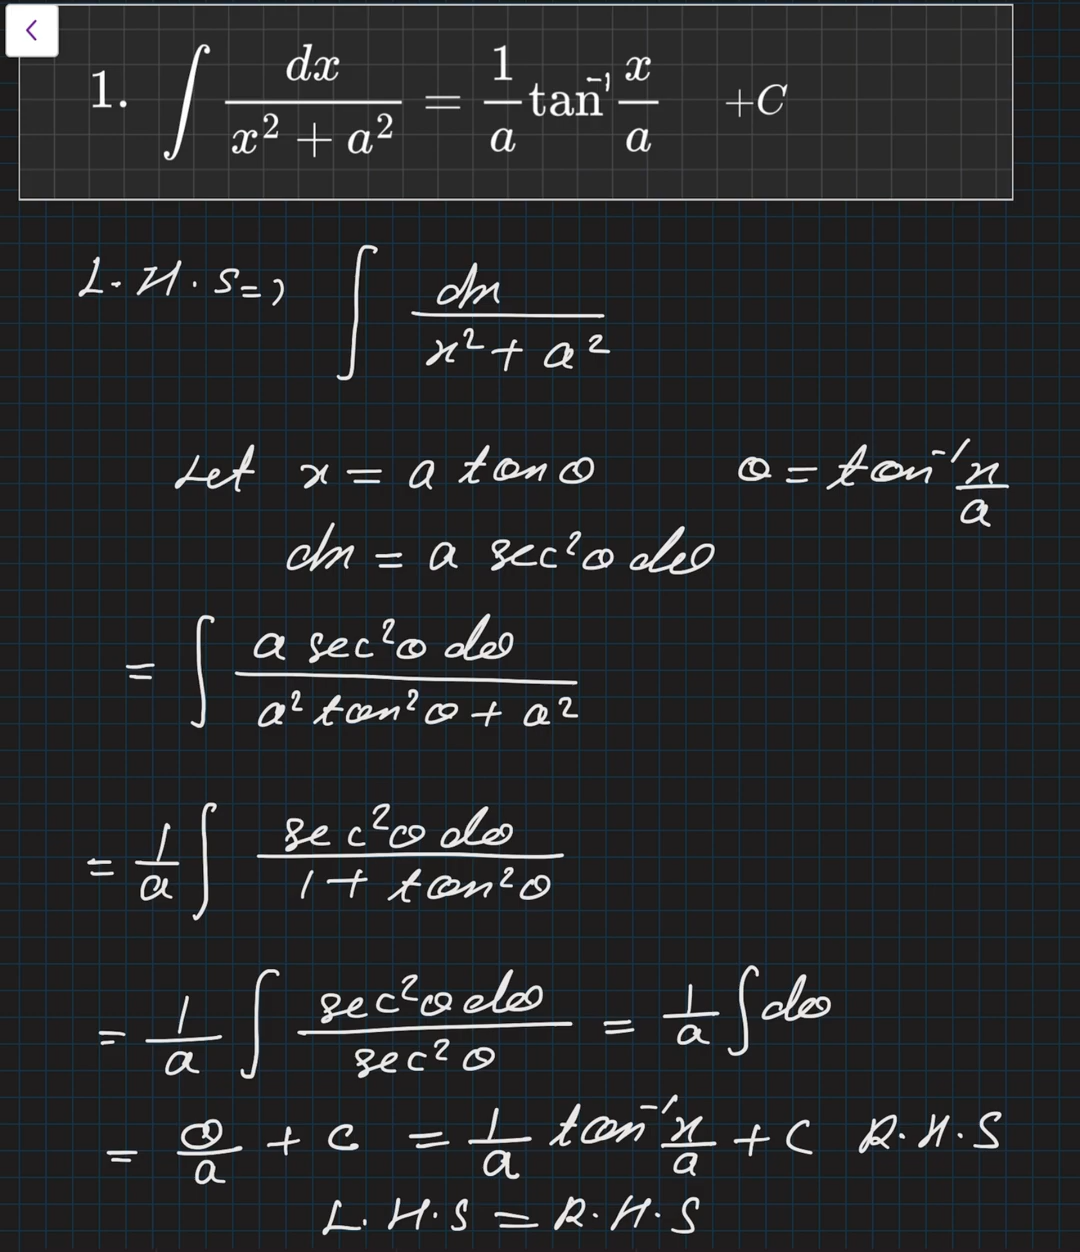 1. ∫ dx / (x² + a²) = 1/a tan⁻¹ x/a +C
L.H.S => ∫ dx / (x² + a²)
Let x = a tan θ θ = tan⁻¹ x/a
dx = a sec²θ dθ
= ∫ a sec²θ dθ / (a² tan²θ + a²)
= 1/a ∫ sec²θ dθ / (1 + tan²θ)
= 1/a ∫ sec²θ dθ / sec²θ = 1/a ∫ dθ
= θ/a + C = 1/a tan⁻¹ x/a + C R.H.S
L.H.S = R.H.S